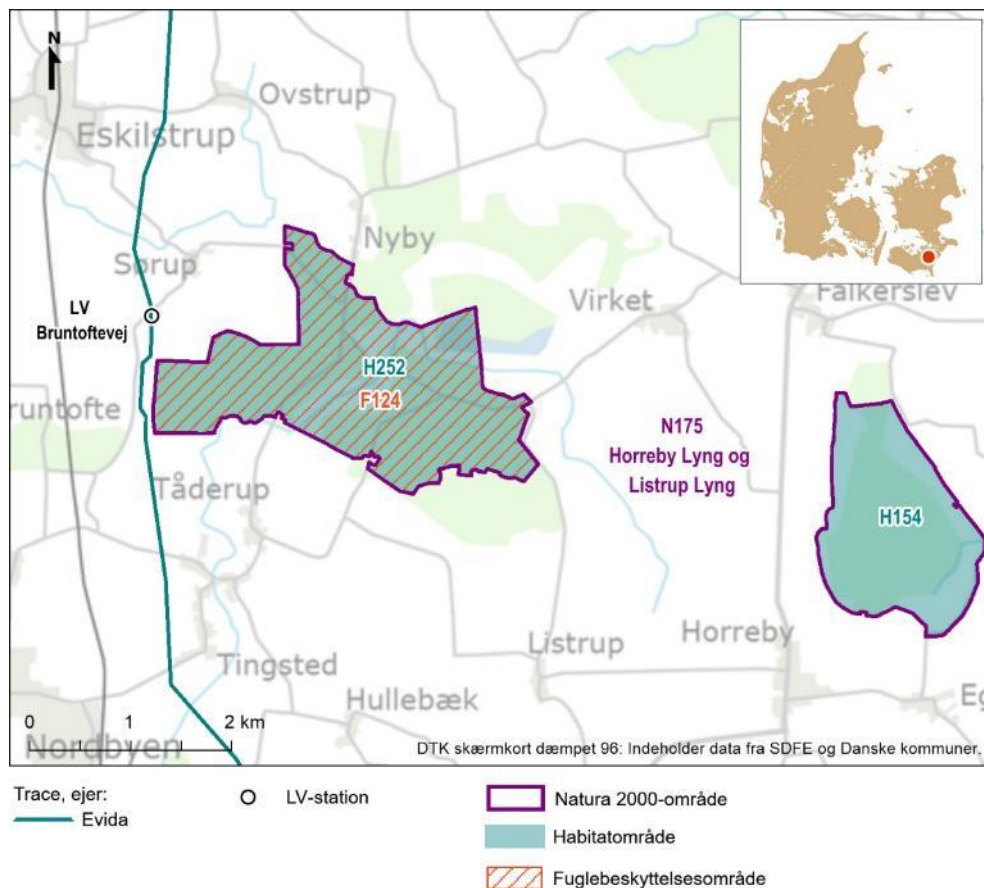 N
Ovstrup
Eskilstrup
Nyby
Sørup
Virket
Falkerslev
LV
Bruntoftevej
H252
F124
runtofte
N175
Horreby Lyng og
Listrup Lyng
Tåderup
H154
Listrup
Horreby
Tingsted
Hullebæk
Eg
0 1 2 km
Nordbyen
DTK skærmkort dæmpet 96: Indeholder data fra SDFE og Danske kommuner.
Trace, ejer:
Evida
LV-station
Natura 2000-område
Habitatområde
Fuglebeskyttelsesområde